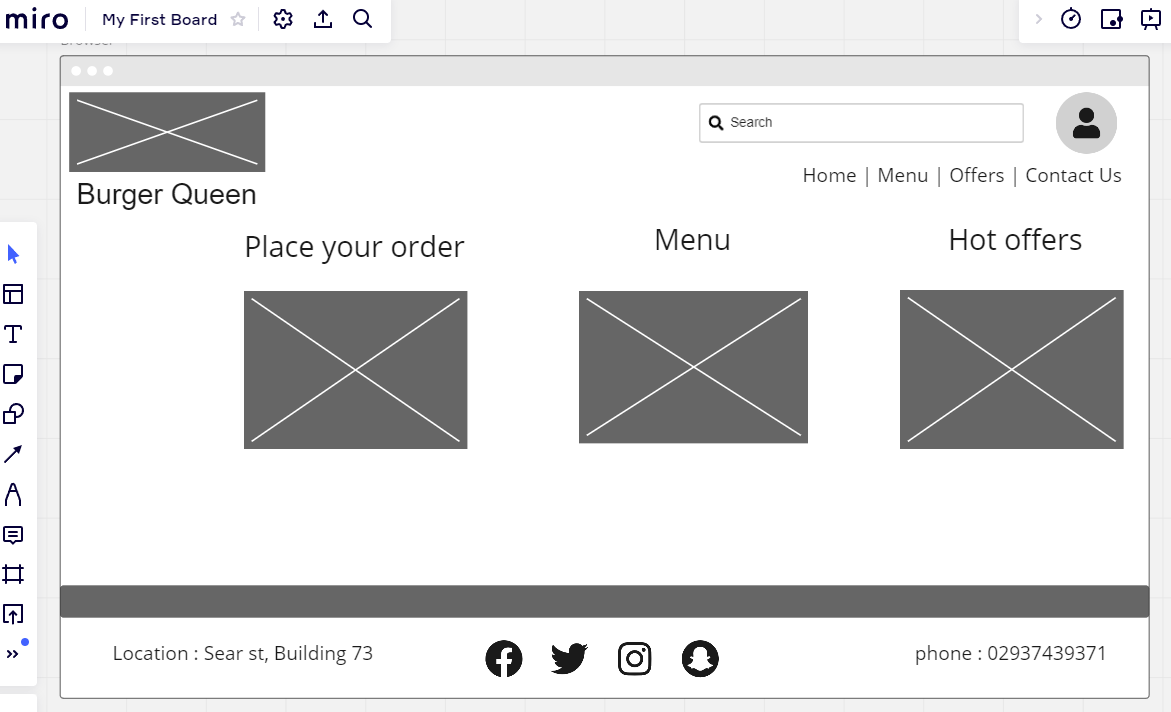 miro My First Board
Browser
Search
Home | Menu | Offers | Contact Us
Burger Queen
Place your order
Menu
Hot offers
Location : Sear st, Building 73
phone : 02937439371